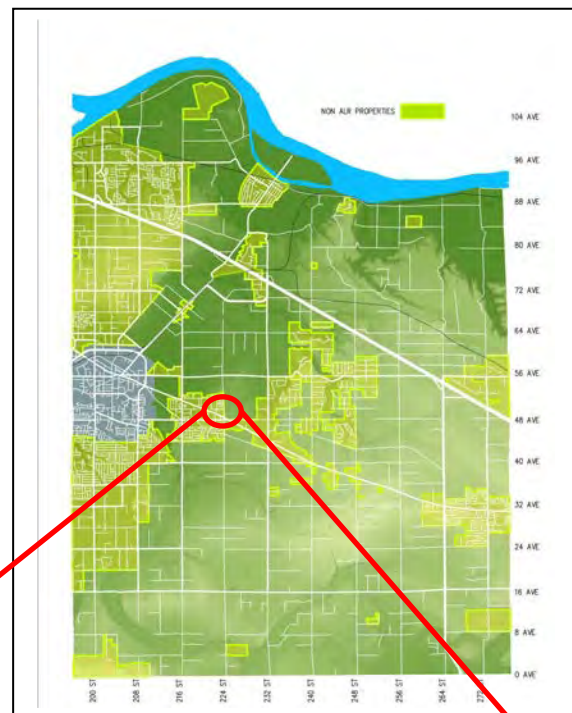 NON ALR PROPERTIES
104 AVE
96 AVE
88 AVE
80 AVE
72 AVE
64 AVE
56 AVE
48 AVE
40 AVE
32 AVE
24 AVE
16 AVE
8 AVE
0 AVE
200 ST
208 ST
216 ST
224 ST
232 ST
240 ST
248 ST
256 ST
264 ST
272 ST